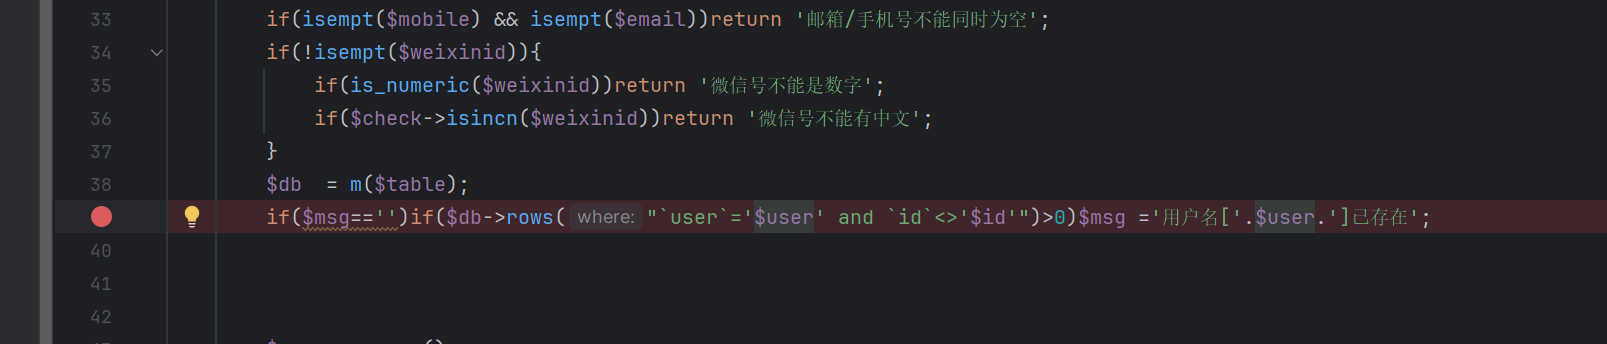 33 if(isempt($mobile) && isempt($email))return '邮箱/手机号不能同时为空';
34 if(!isempt($weixinid)){
35 if(is_numeric($weixinid))return '微信号不能是数字';
36 if($check->isincn($weixinid))return '微信号不能有中文';
37 }
38 $db  = m($table);
if($msg=='')if($db->rows( where: "`user`='$user' and `id`<>'$id'")>0)$msg ='用户名['.$user.']已存在';
40
41
42